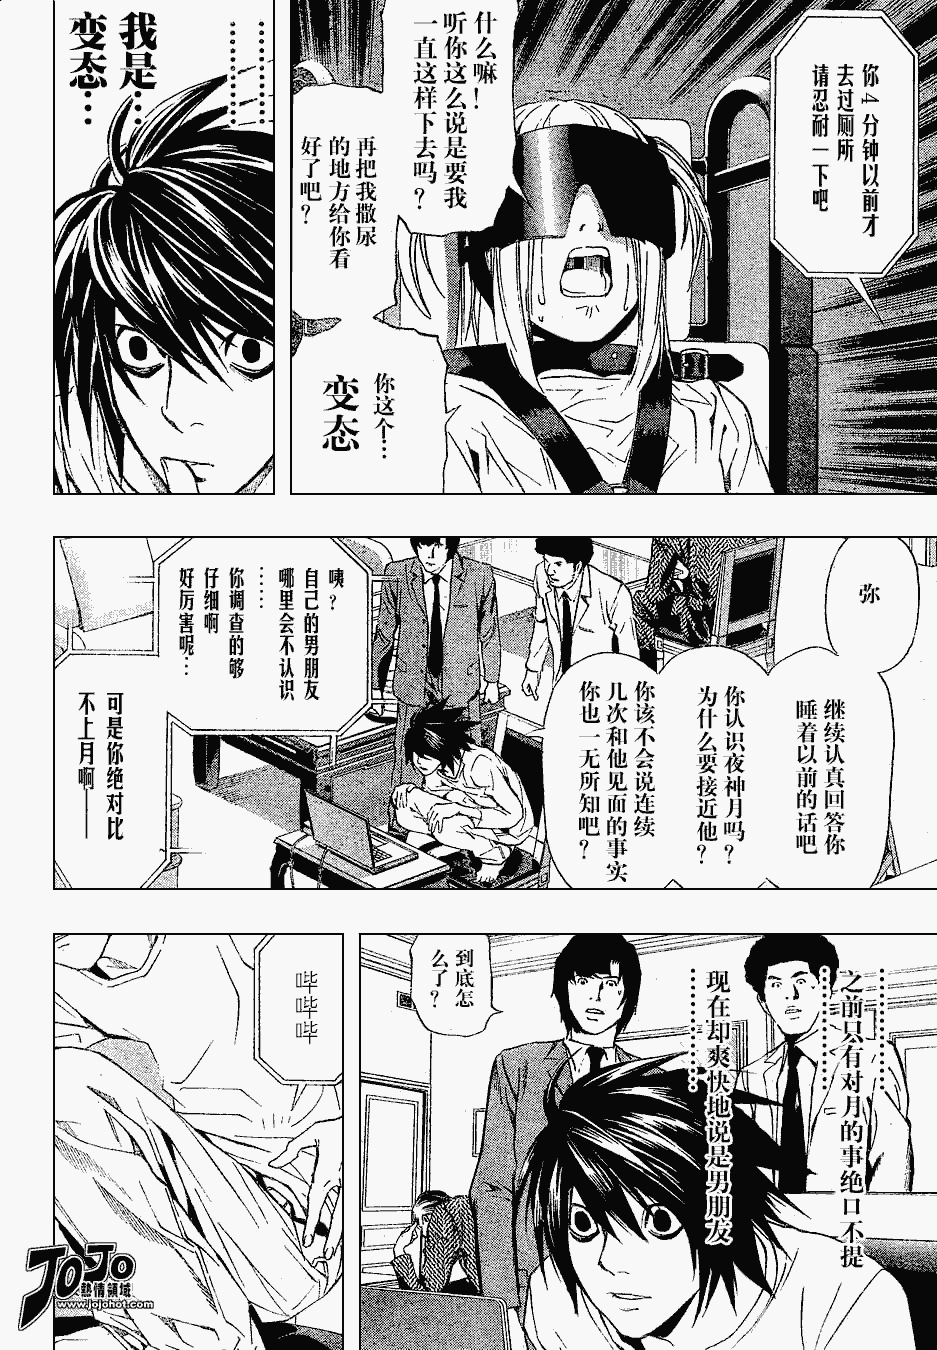 你4分钟以前才
去过厕所
请忍耐一下吧
什么嘛！
听你这么说是要我
一直这样下去吗？
再把我撒尿
的地方给你看
好了吧？
你这个…
变态
………
我是…
变态…
弥
继续认真回答你
睡着以前的话吧
你认识夜神月吗？
为什么要接近他？
你该不会说连续
几次和他见面的事实
你也一无所知吧？
咦？
自己的男朋友
哪里会不认识
……
你调查的够
仔细啊
好厉害呢…
可是你绝对比
不上月啊——
………
之前只有对月的事绝口不提
………
………
现在却爽快地说是男朋友
………
到底怎
么了？
哔哔哔
JOJO
熱情領域
www.jojohot.com